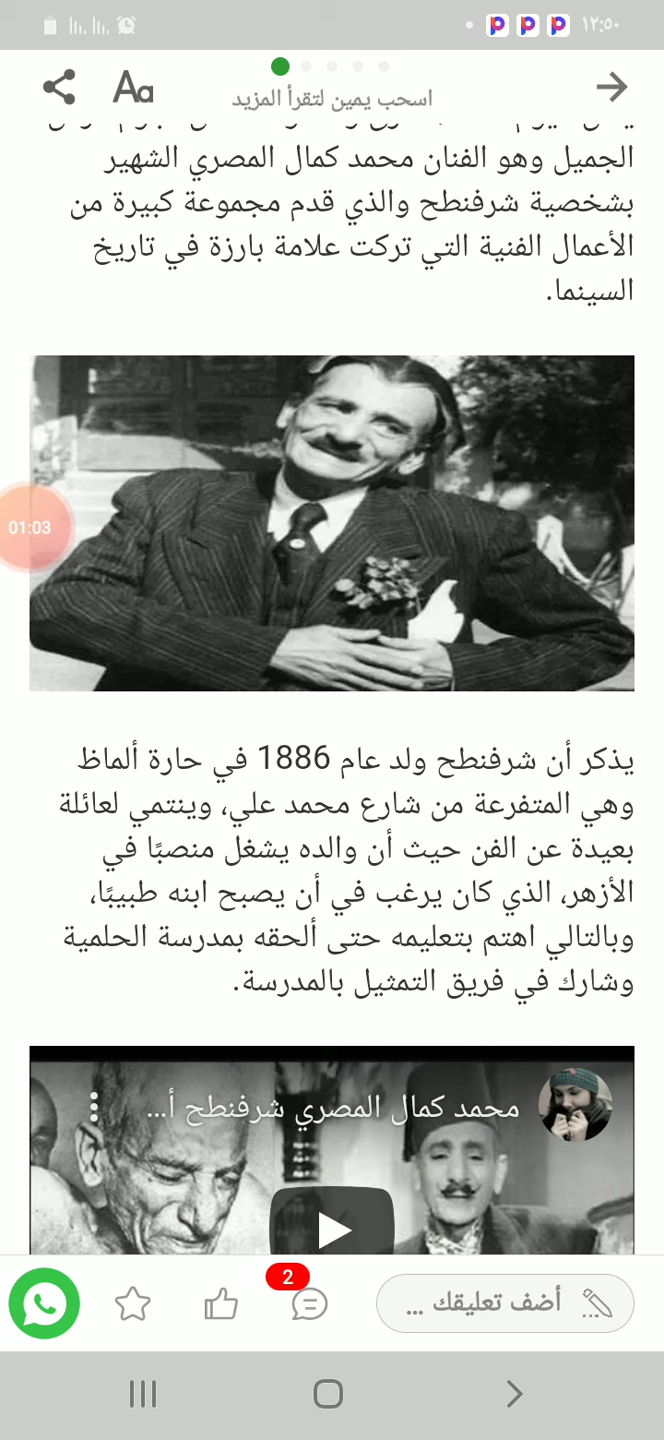 ١٢:٥٠
Aa
اسحب يمين لتقرأ المزيد
الجميل وهو الفنان محمد كمال المصري الشهير
بشخصية شرفنطح والذي قدم مجموعة كبيرة من
الأعمال الفنية التي تركت علامة بارزة في تاريخ
السينما.
01:03
يذكر أن شرفنطح ولد عام 1886 في حارة ألماظ
وهي المتفرعة من شارع محمد علي، وينتمي لعائلة
بعيدة عن الفن حيث أن والده يشغل منصبًا في
الأزهر، الذي كان يرغب في أن يصبح ابنه طبيبًا،
وبالتالي اهتم بتعليمه حتى ألحقه بمدرسة الحلمية
وشارك في فريق التمثيل بالمدرسة.
محمد كمال المصري شرفنطح أ...
أضف تعليقك ...
2